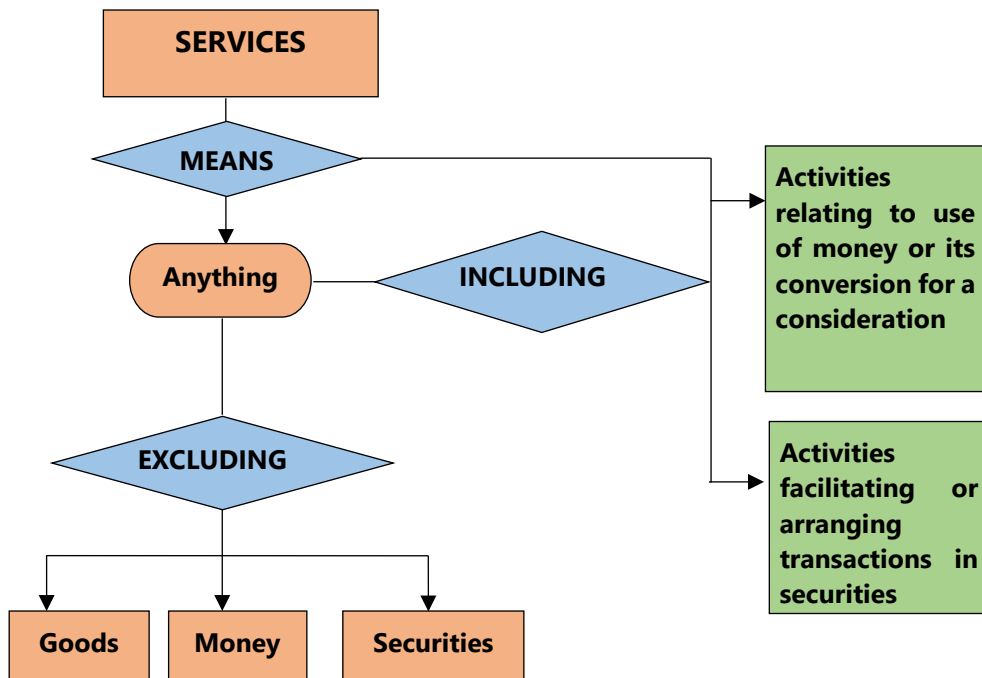 SERVICES
MEANS
Anything
INCLUDING
Activities
relating to use
of money or its
conversion for a
consideration
EXCLUDING
Activities
facilitating or
arranging
transactions in
securities
Goods
Money
Securities